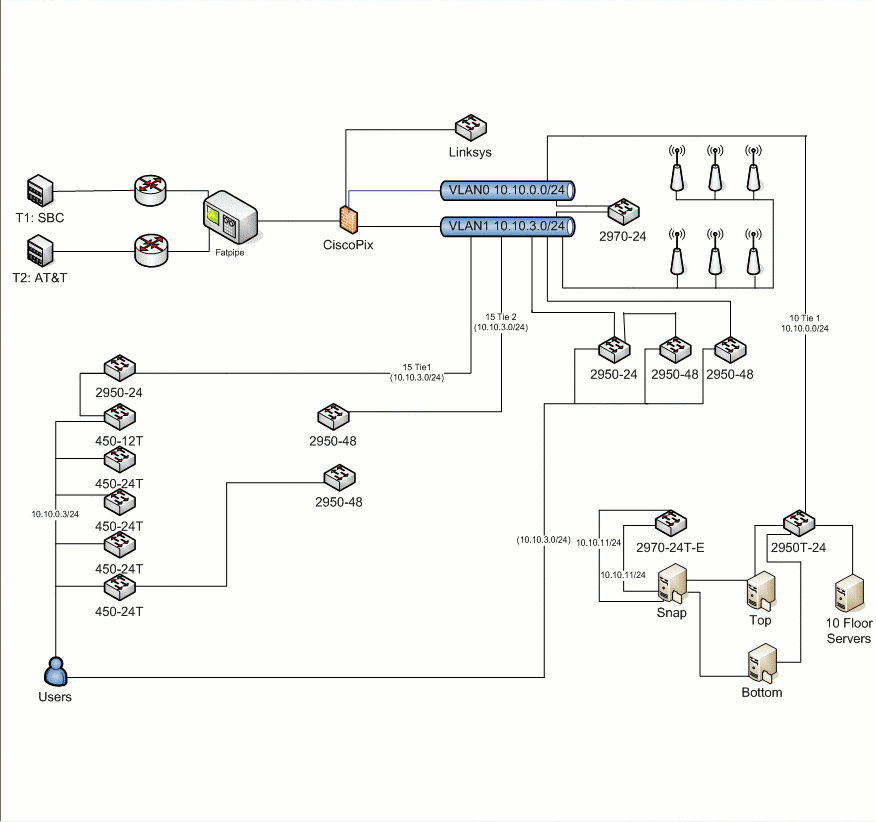 Linksys
T1: SBC
T2: AT&T
Fatpipe
CiscoPix
VLAN0 10.10.0.0/24
VLAN1 10.10.3.0/24
2970-24
15 Tie 2
(10.10.3.0/24)
10 Tie 1
10.10.0.0/24
15 Tie1
(10.10.3.0/24)
2950-24
2950-48
2950-48
2950-24
450-12T
2950-48
450-24T
2950-48
450-24T
10.10.0.3/24
450-24T
450-24T
(10.10.3.0/24)
10.10.11/24
2970-24T-E
2950T-24
10.10.11/24
Snap
Top
10 Floor
Servers
Users
Bottom